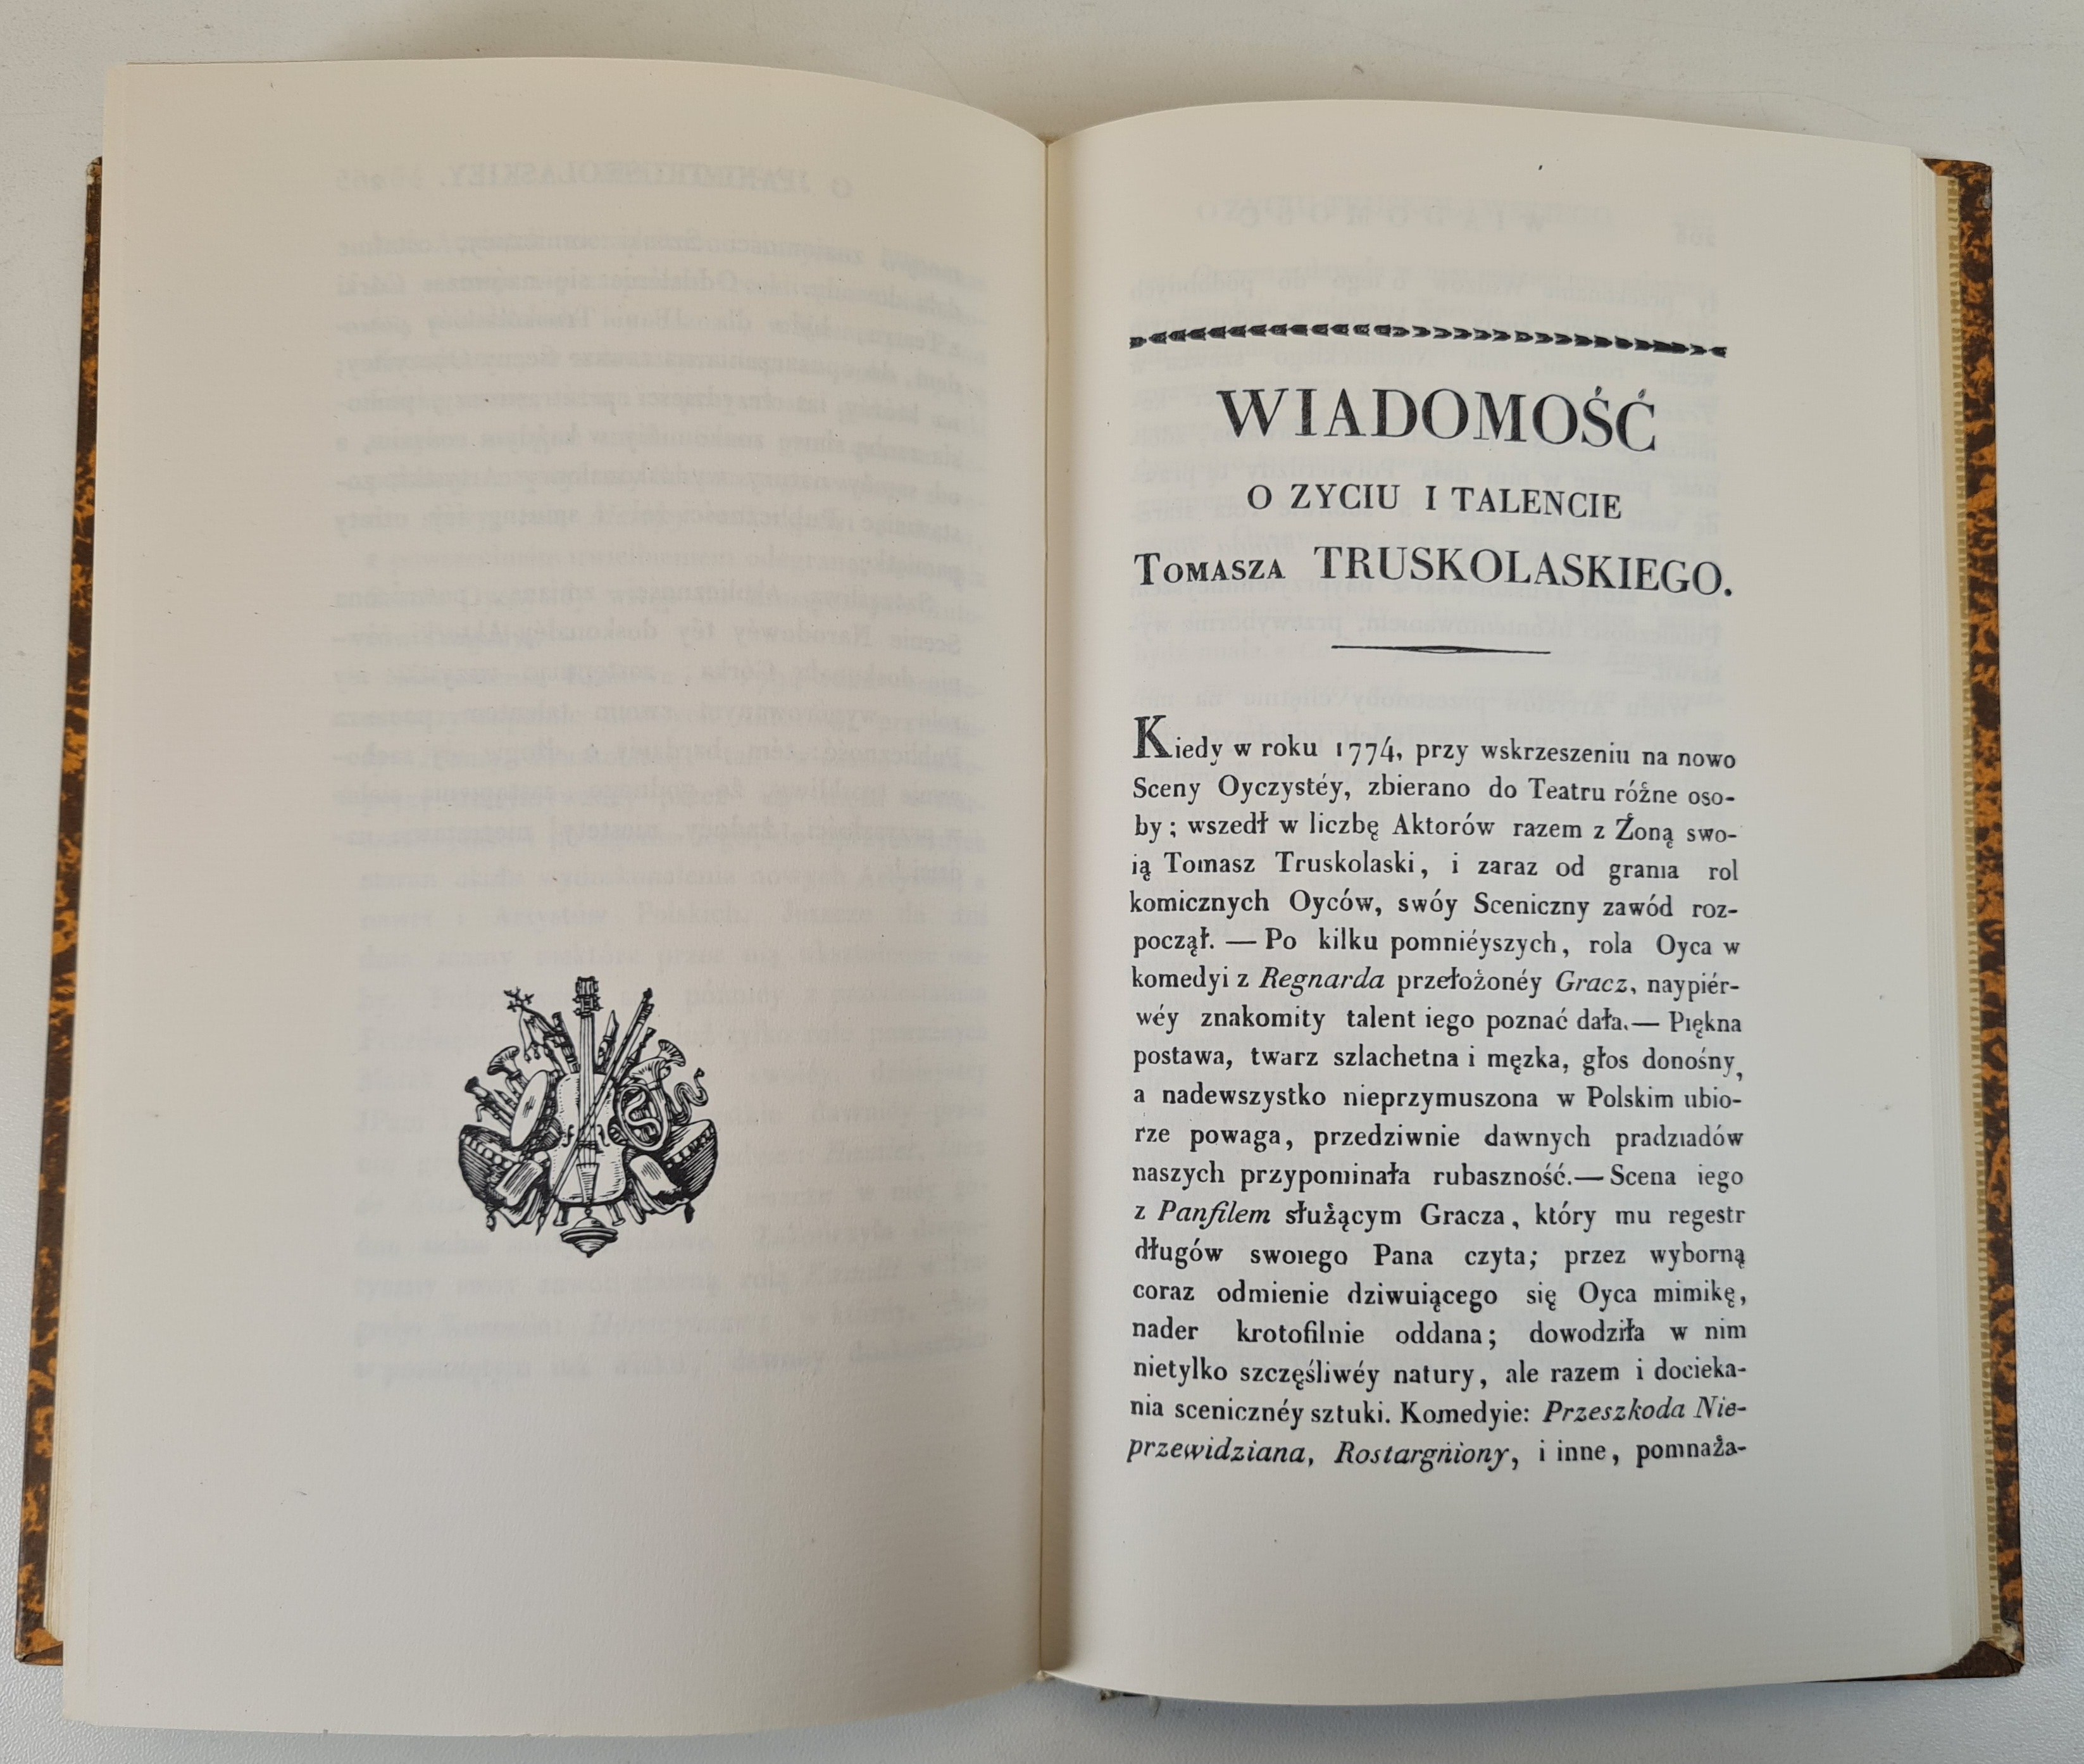 WIADOMOŚĆ
O ZYCIU I TALENCIE
TOMASZA TRUSKOLASKIEGO.
Kiedy w roku 1774, przy wskrzeszeniu na nowo
Sceny Oyczystéy, zbierano do Teatru różne oso-
by; wszedł w liczbę Aktorów razem z Żoną swo-
ią Tomasz Truskolaski, i zaraz od grania rol
komicznych Oyców, swóy Sceniczny zawód roz-
począł. — Po kilku pomniéyszych, rola Oyca w
komedyi z Regnarda przełożonéy Gracz, naypiér-
wéy znakomity talent iego poznać dała. — Piękna
postawa, twarz szlachetna i męzka, głos donośny,
a nadewszystko nieprzymuszona w Polskim ubio-
rze powaga, przedziwnie dawnych pradziadów
naszych przypominała rubaszność. — Scena iego
z Panfilem służącym Gracza, który mu regestr
długów swoiego Pana czyta; przez wyborną
coraz odmienie dziwuiącego się Oyca mimikę,
nader krotofilnie oddana; dowodziła w nim
nietylko szczęśliwéy natury, ale razem i docieka-
nia scenicznéy sztuki. Komedyie: Przeszkoda Nie-
przewidziana, Rostargniony, i inne, pomnaża-